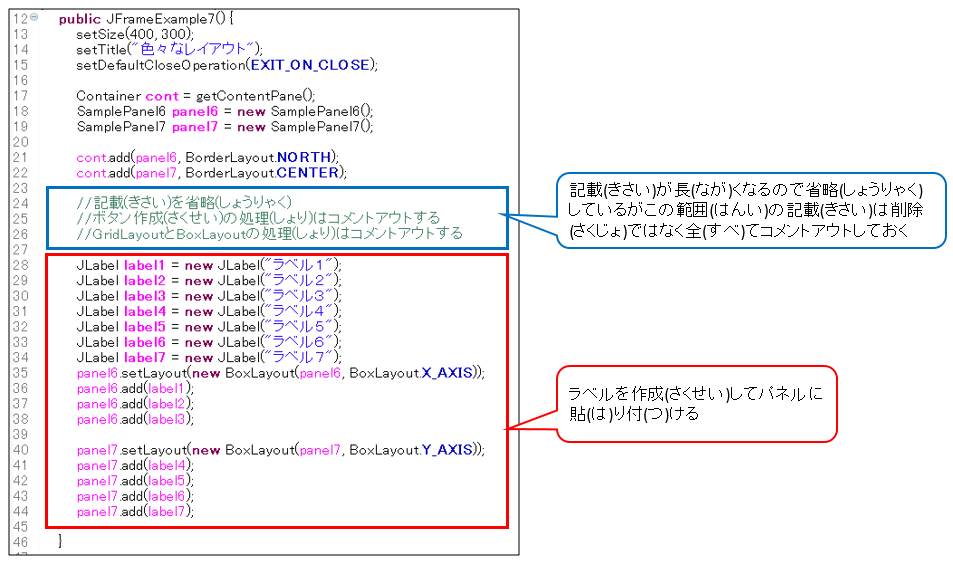 12 public JFrameExample7() {
13 setSize(400, 300);
14 setTitle("色々なレイアウト");
15 setDefaultCloseOperation(EXIT_ON_CLOSE);
16
17 Container cont = getContentPane();
18 SamplePanel6 panel6 = new SamplePanel6();
19 SamplePanel7 panel7 = new SamplePanel7();
20
21 cont.add(panel6, BorderLayout.NORTH);
22 cont.add(panel7, BorderLayout.CENTER);
23
24 //記載(きさい)を省略(しょうりゃく)
25 //ボタン作成(さくせい)の処理(しょり)はコメントアウトする
26 //GridLayoutとBoxLayoutの処理(しょり)はコメントアウトする
27
28 JLabel label1 = new JLabel("ラベル１");
29 JLabel label2 = new JLabel("ラベル２");
30 JLabel label3 = new JLabel("ラベル３");
31 JLabel label4 = new JLabel("ラベル４");
32 JLabel label5 = new JLabel("ラベル５");
33 JLabel label6 = new JLabel("ラベル６");
34 JLabel label7 = new JLabel("ラベル７");
35 panel6.setLayout(new BoxLayout(panel6, BoxLayout.X_AXIS));
36 panel6.add(label1);
37 panel6.add(label2);
38 panel6.add(label3);
39
40 panel7.setLayout(new BoxLayout(panel7, BoxLayout.Y_AXIS));
41 panel7.add(label4);
42 panel7.add(label5);
43 panel7.add(label6);
44 panel7.add(label7);
45
46 }
記載(きさい)が長(なが)くなるので省略(しょうりゃく)
しているがこの範囲(はんい)の記載(きさい)は削除
(さくじょ)ではなく全(すべ)てコメントアウトしておく
ラベルを作成(さくせい)してパネルに
貼(は)り付(つ)ける